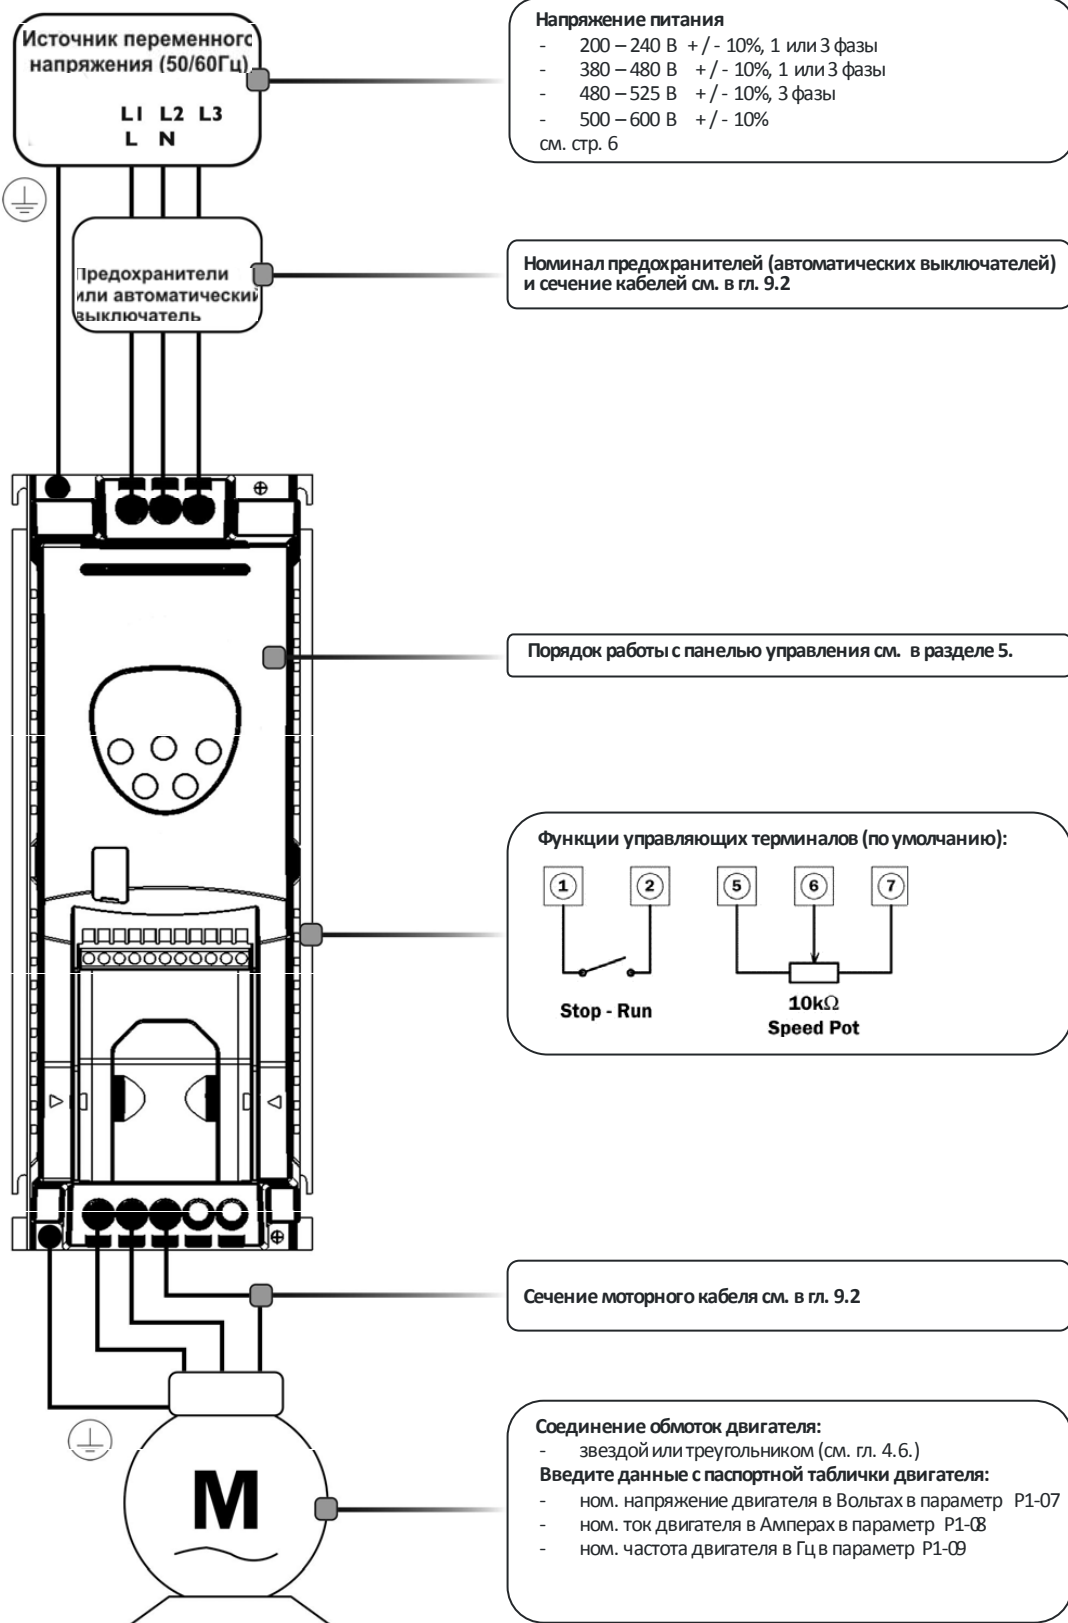 Источник переменного
напряжения (50/60Гц)
L1 L2 L3
L N
Напряжение питания
- 200 – 240 В + / - 10%, 1 или 3 фазы
- 380 – 480 В + / - 10%, 1 или 3 фазы
- 480 – 525 В + / - 10%, 3 фазы
- 500 – 600 В + / - 10%
см. стр. 6
Предохранители
или автоматический
выключатель
Номинал предохранителей (автоматических выключателей)
и сечение кабелей см. в гл. 9.2
Порядок работы с панелью управления см. в разделе 5.
Функции управляющих терминалов (по умолчанию):
1 2 5 6 7
Stop - Run
10kΩ
Speed Pot
Сечение моторного кабеля см. в гл. 9.2
M
Соединение обмоток двигателя:
- звездой или треугольником (см. гл. 4.6.)
Введите данные с паспортной таблички двигателя:
- ном. напряжение двигателя в Вольтах в параметр P1-07
- ном. ток двигателя в Амперах в параметр P1-08
- ном. частота двигателя в Гц в параметр P1-09